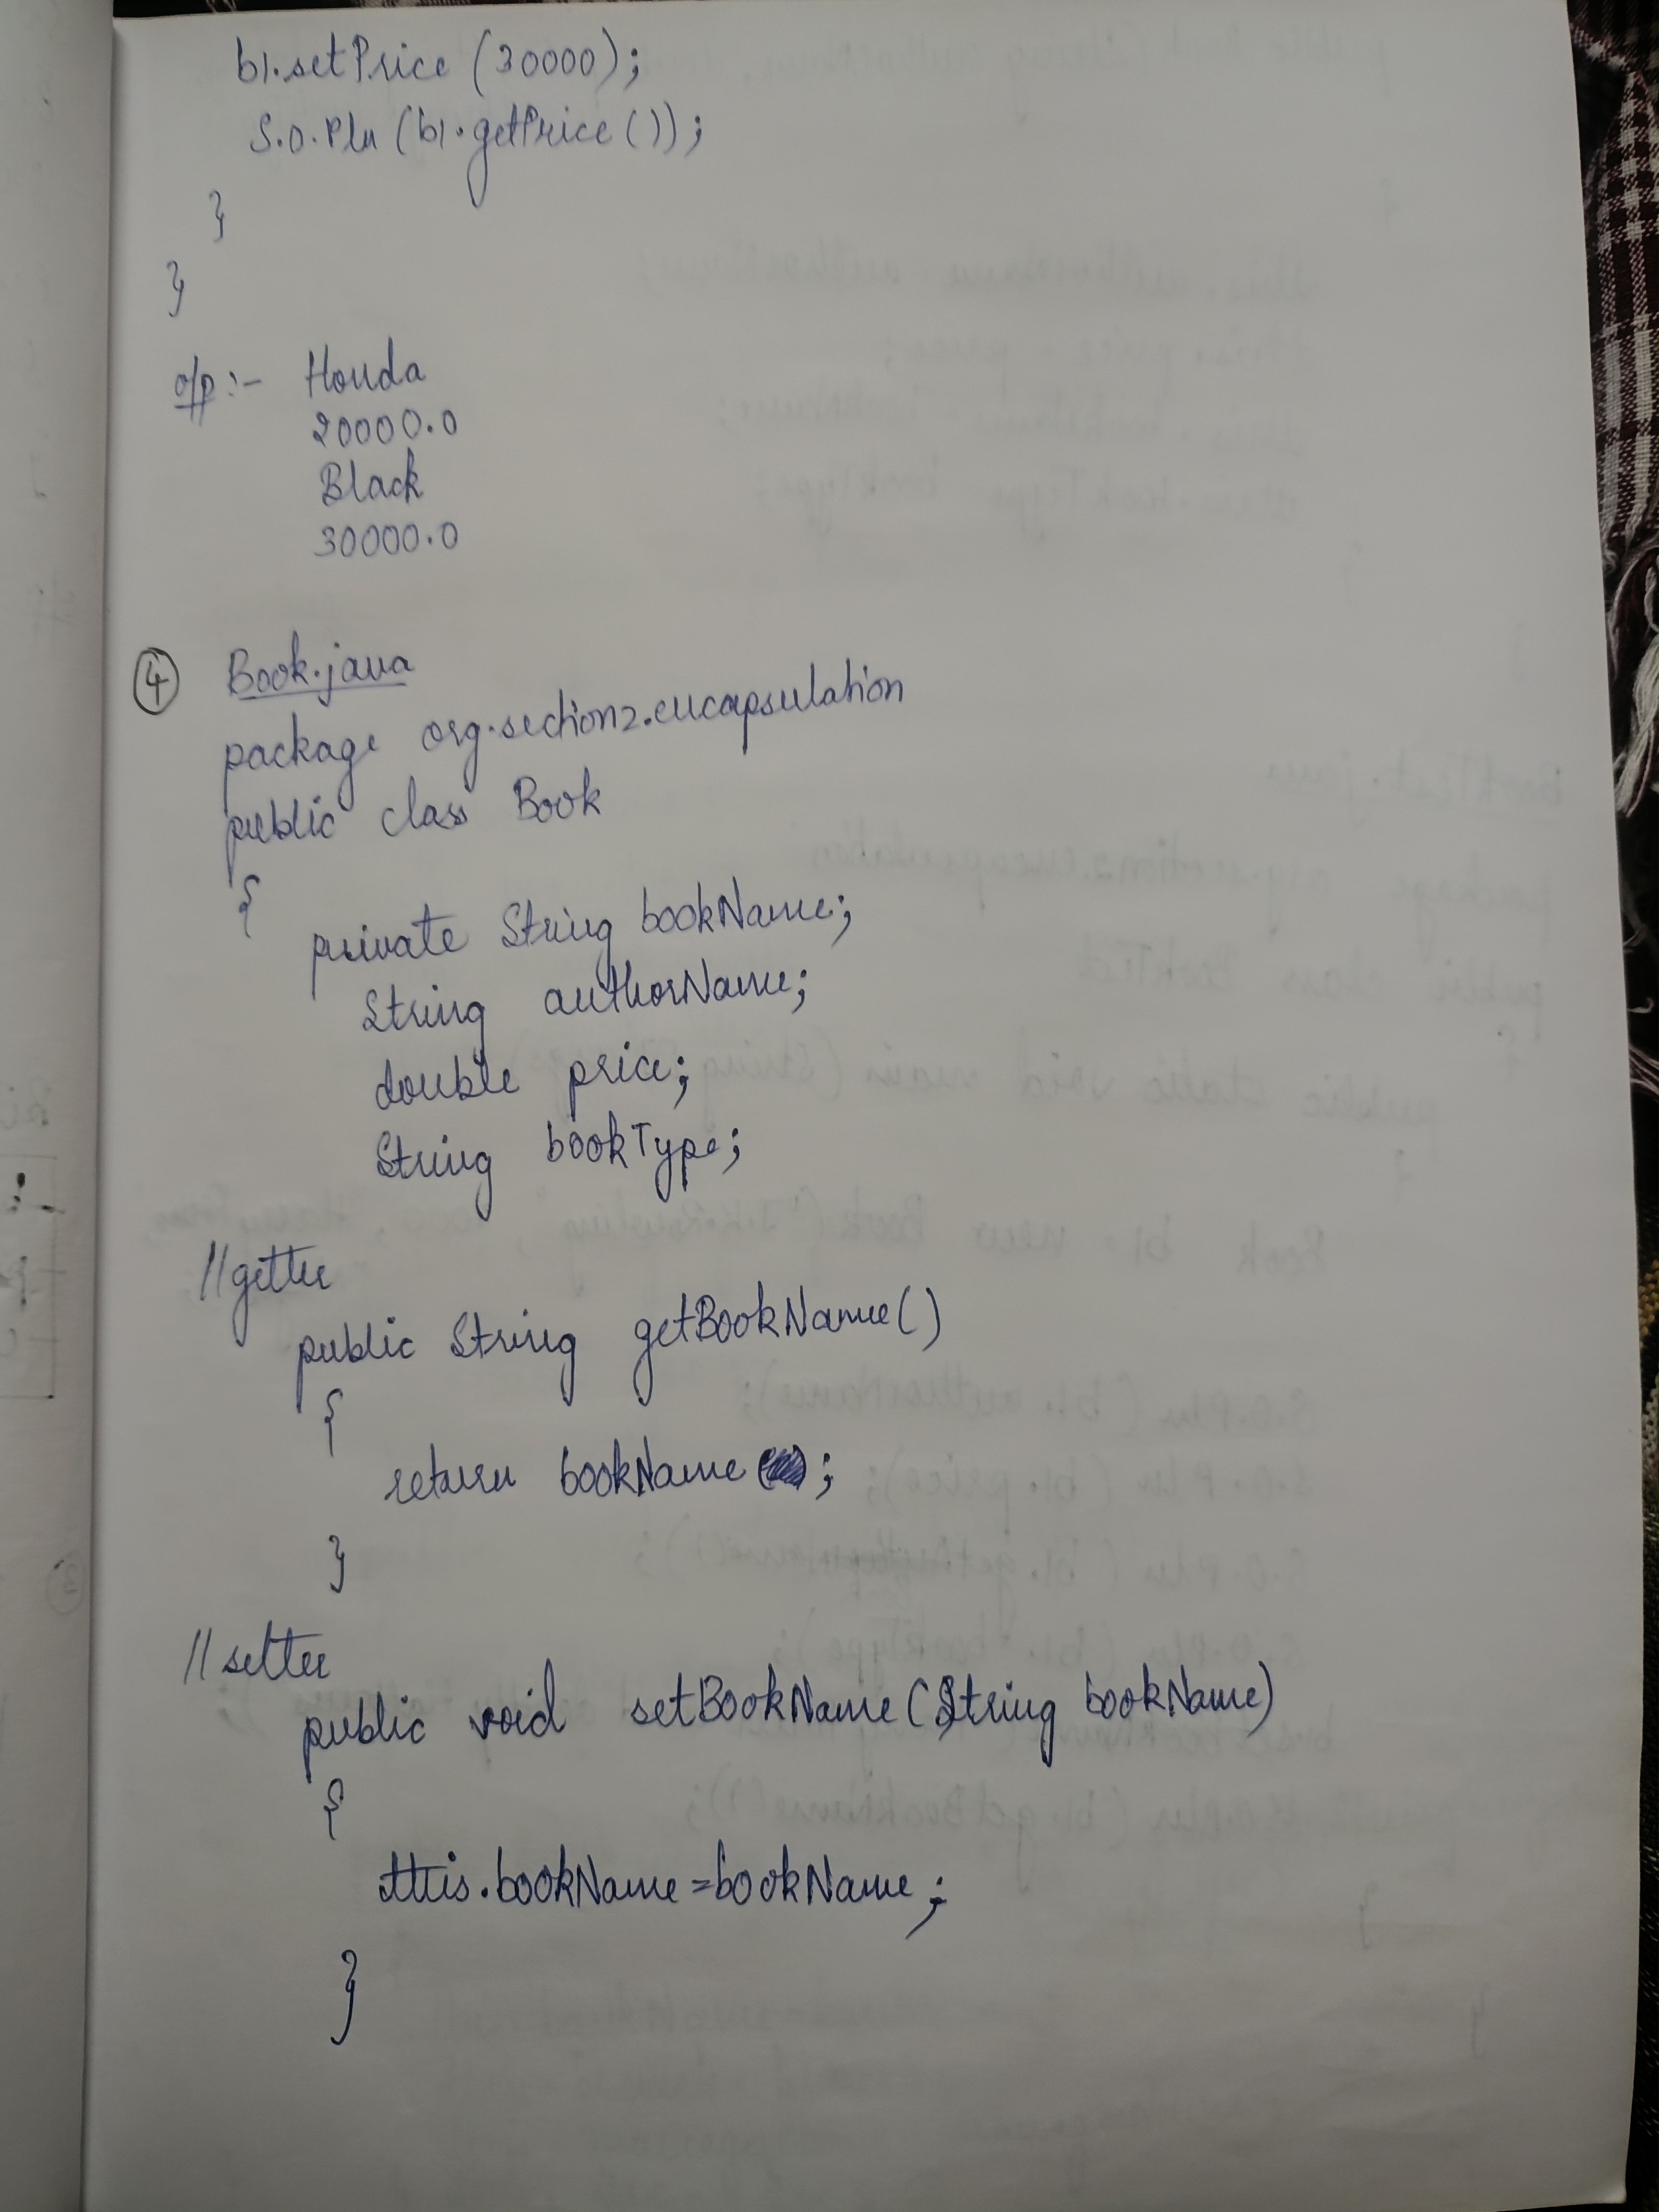 b1.setPrice (30000);
S.O.Pln (b1.getPrice());
}
}
o/p :- Honda
20000.0
Black
30000.0
④ Book.java
package org.section2.encapsulation
public class Book
{
private String bookName;
String authorName;
double price;
String bookType;
//getter
public String getBookName()
{
return bookName ;
}
//setter
public void setBookName(String bookName)
{
this.bookName=bookName;
}